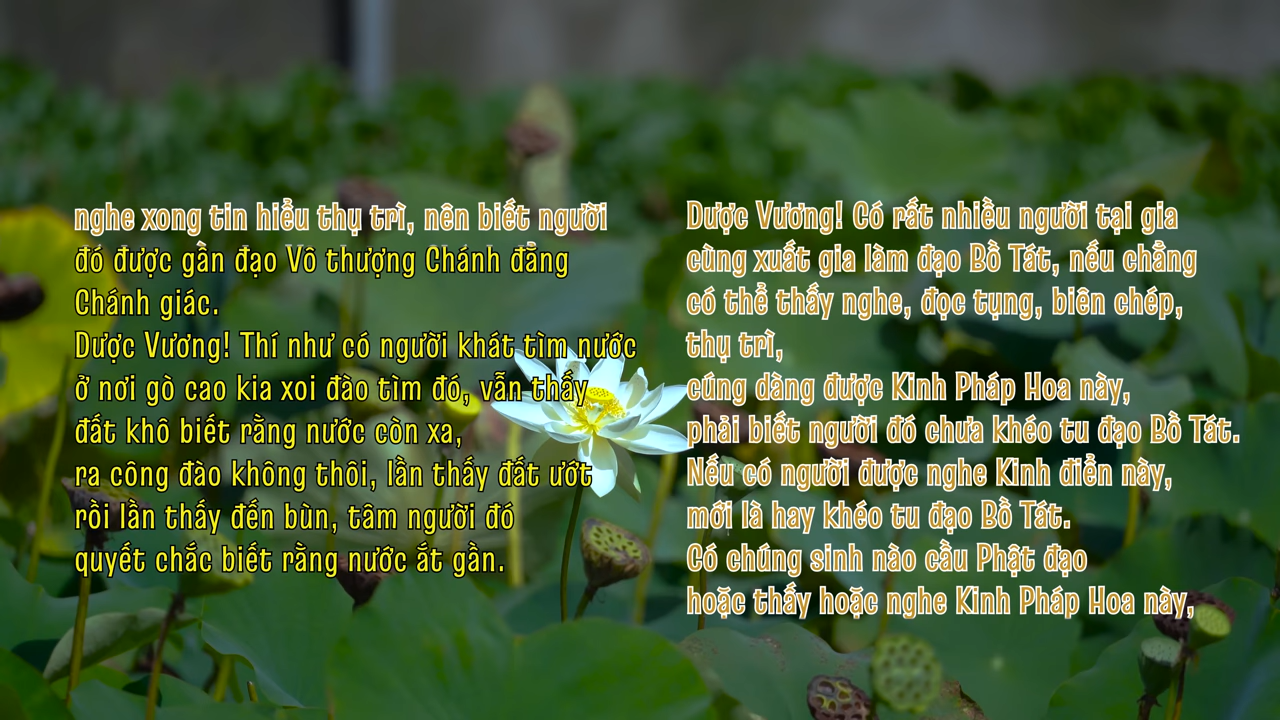 nghe xong tin hiểu thụ trì, nên biết người
đó được gần đạo Vô thượng Chánh đẳng
Chánh giác.
Dược Vương! Thí như có người khát tìm nước
ở nơi gò cao kia xoi đào tìm đó, vẫn thấy
đất khô biết rằng nước còn xa,
ra công đào không thôi, lần thấy đất ướt
rồi lần thấy đến bùn, tâm người đó
quyết chắc biết rằng nước ắt gần.
Dược Vương! Có rất nhiều người tại gia
cùng xuất gia làm đạo Bồ Tát, nếu chẳng
có thể thấy nghe, đọc tụng, biên chép,
thụ trì,
cúng dàng được Kinh Pháp Hoa này,
phải biết người đó chưa khéo tu đạo Bồ Tát.
Nếu có người được nghe Kinh điển này,
mới là hay khéo tu đạo Bồ Tát.
Có chúng sinh nào cầu Phật đạo
hoặc thấy hoặc nghe Kinh Pháp Hoa này,